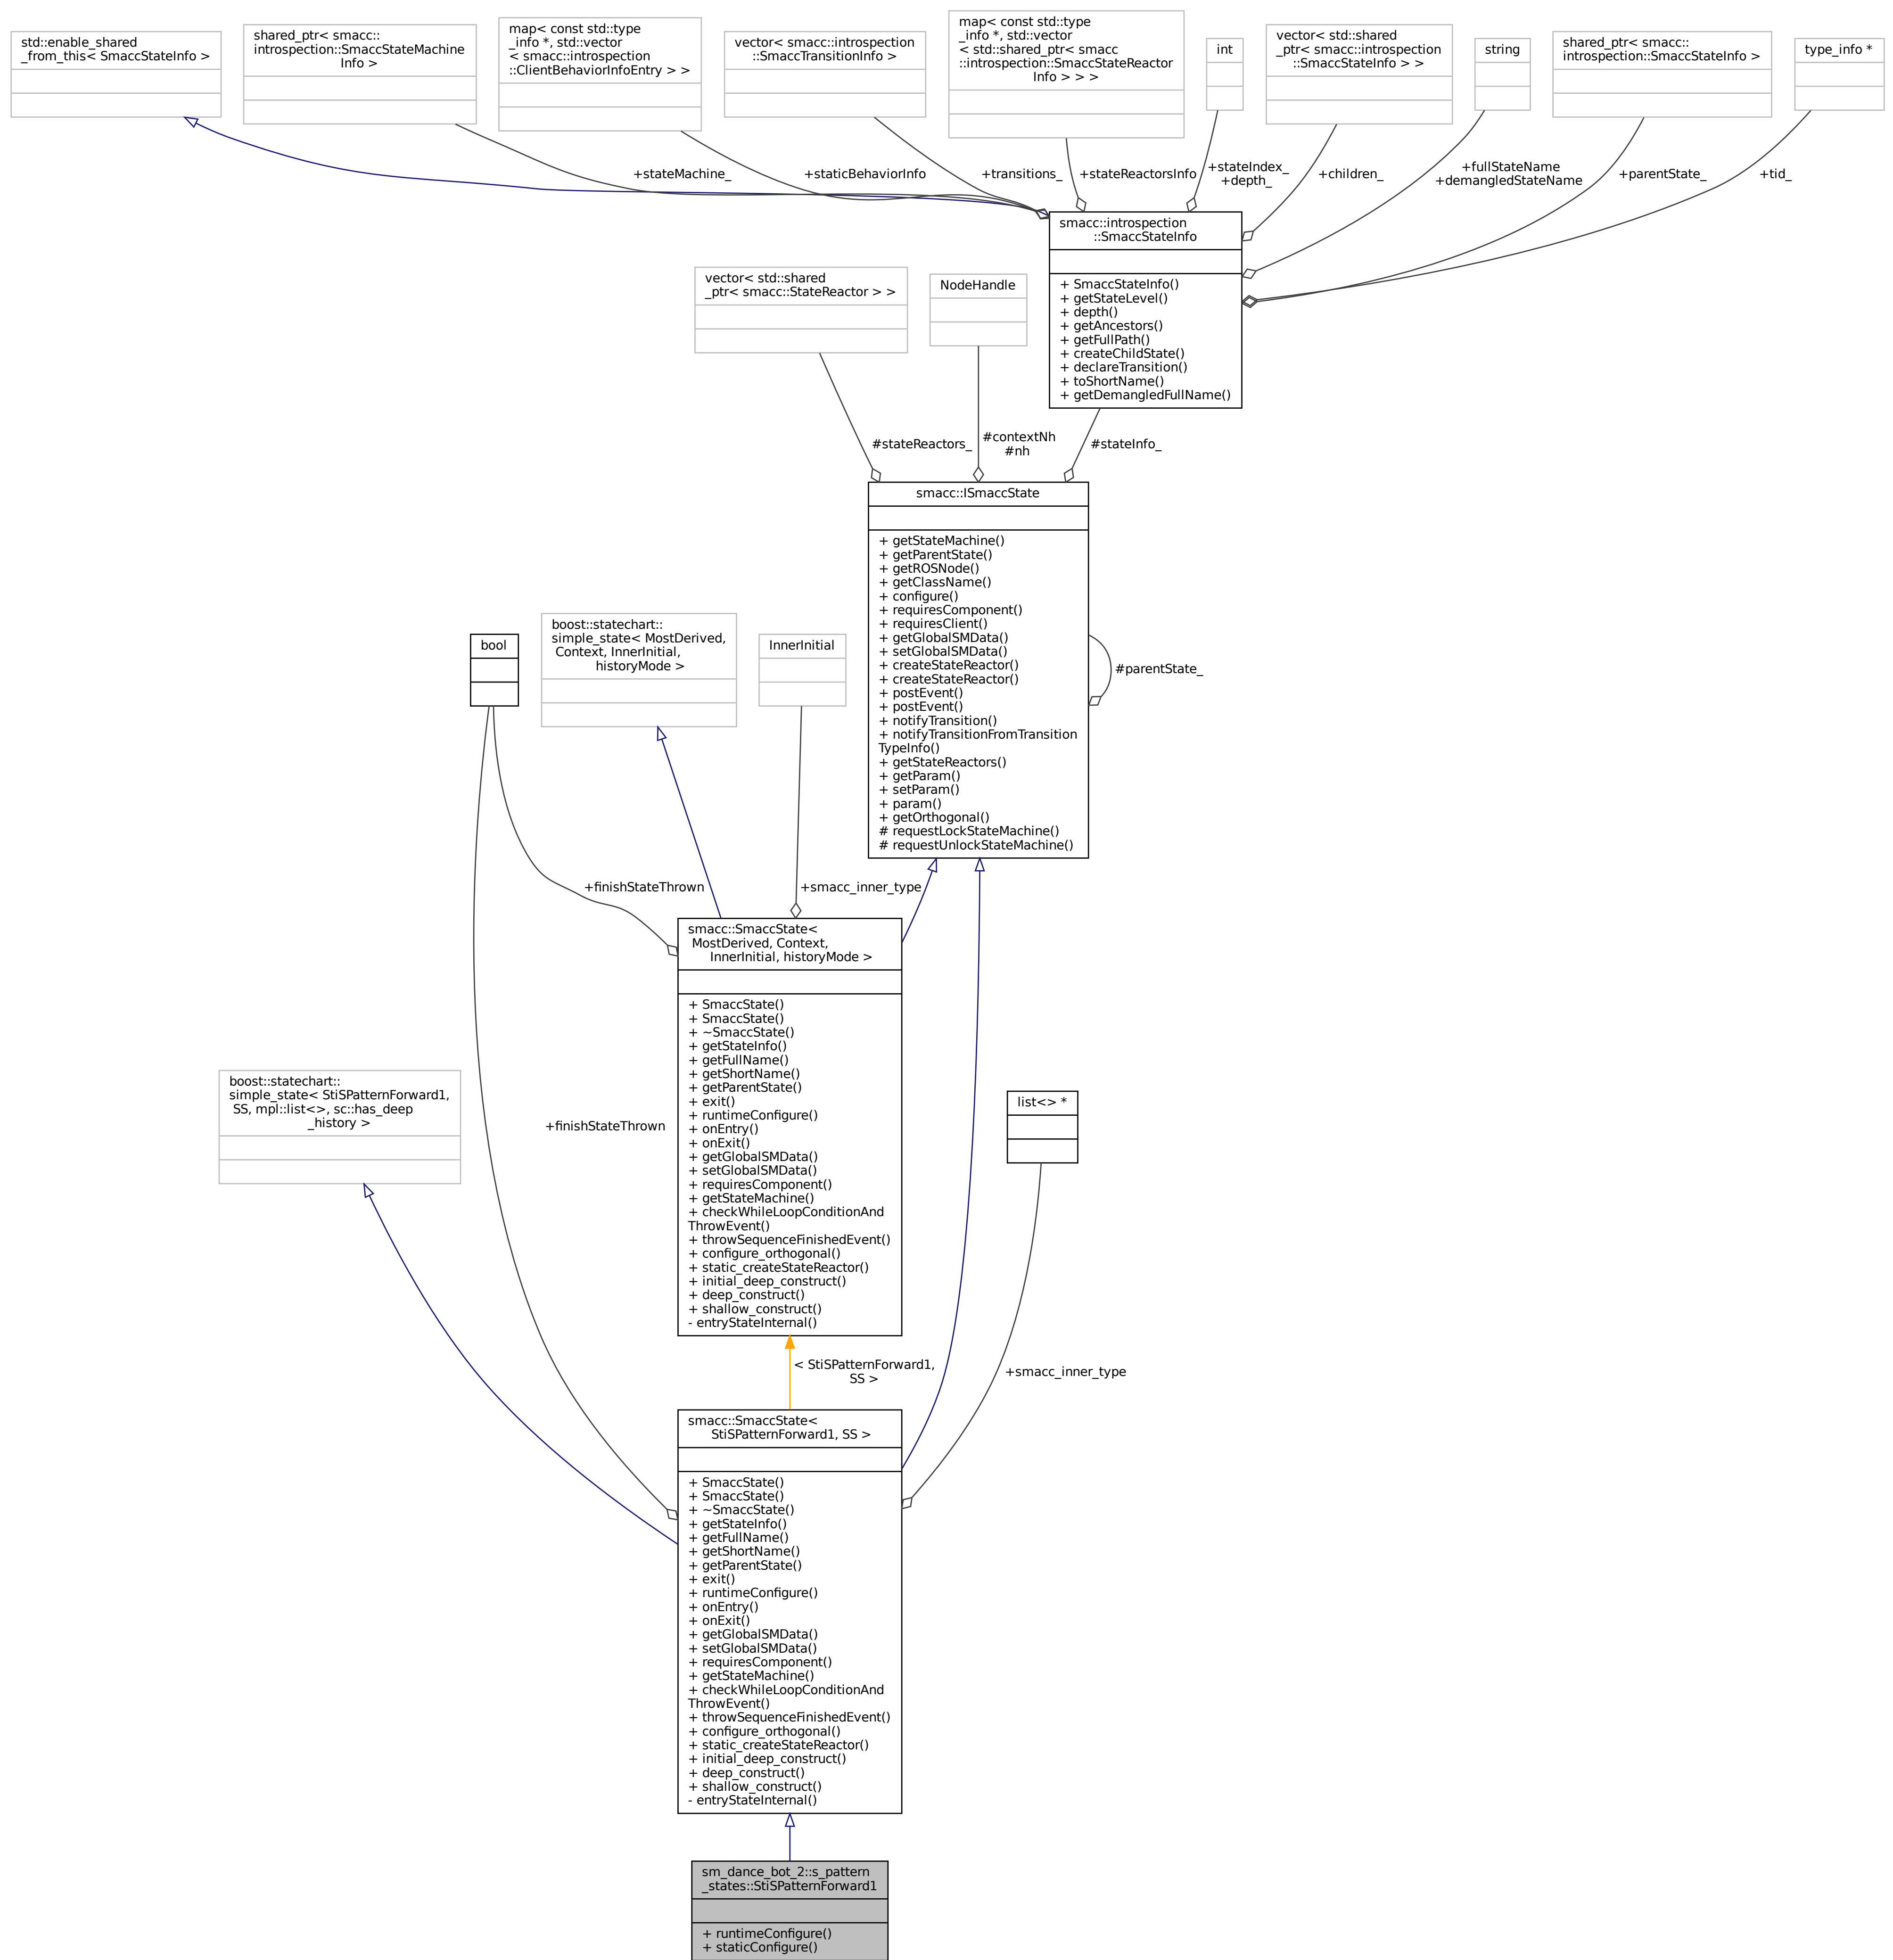 std::enable_shared
_from_this< SmaccStateInfo >
shared_ptr< smacc::
introspection::SmaccStateMachine
Info >
map< const std::type
_info *, std::vector
< smacc::introspection
::ClientBehaviorInfoEntry > >
vector< smacc::introspection
::SmaccTransitionInfo >
map< const std::type
_info *, std::vector
< std::shared_ptr< smacc
::introspection::SmaccStateReactor
Info > > >
int
vector< std::shared
_ptr< smacc::introspection
::SmaccStateInfo > >
string
shared_ptr< smacc::
introspection::SmaccStateInfo >
type_info *
+stateMachine_
+staticBehaviorInfo
+transitions_
+stateReactorsInfo
+stateIndex_
+depth_
+children_
+fullStateName
+demangledStateName
+parentState_
+tid_
smacc::introspection
::SmaccStateInfo
+ SmaccStateInfo()
+ getStateLevel()
+ depth()
+ getAncestors()
+ getFullPath()
+ createChildState()
+ declareTransition()
+ toShortName()
+ getDemangledFullName()
vector< std::shared
_ptr< smacc::StateReactor > >
NodeHandle
#stateReactors_
#contextNh
#nh
#stateInfo_
smacc::ISmaccState
+ getStateMachine()
+ getParentState()
+ getROSNode()
+ getClassName()
+ configure()
+ requiresComponent()
+ requiresClient()
+ getGlobalSMData()
+ setGlobalSMData()
+ createStateReactor()
+ createStateReactor()
+ postEvent()
+ postEvent()
+ notifyTransition()
+ notifyTransitionFromTransition
TypeInfo()
+ getStateReactors()
+ getParam()
+ setParam()
+ param()
+ getOrthogonal()
# requestLockStateMachine()
# requestUnlockStateMachine()
#parentState_
bool
boost::statechart::
simple_state< MostDerived,
Context, InnerInitial,
historyMode >
InnerInitial
+finishStateThrown
+smacc_inner_type
smacc::SmaccState<
MostDerived, Context,
InnerInitial, historyMode >
+ SmaccState()
+ SmaccState()
+ ~SmaccState()
+ getStateInfo()
+ getFullName()
+ getShortName()
+ getParentState()
+ exit()
+ runtimeConfigure()
+ onEntry()
+ onExit()
+ getGlobalSMData()
+ setGlobalSMData()
+ requiresComponent()
+ getStateMachine()
+ checkWhileLoopConditionAnd
ThrowEvent()
+ throwSequenceFinishedEvent()
+ configure_orthogonal()
+ static_createStateReactor()
+ initial_deep_construct()
+ deep_construct()
+ shallow_construct()
- entryStateInternal()
boost::statechart::
simple_state< StiSPatternForward1,
SS, mpl::list<>, sc::has_deep
_history >
+finishStateThrown
list<> *
< StiSPatternForward1,
SS >
+smacc_inner_type
smacc::SmaccState<
StiSPatternForward1, SS >
+ SmaccState()
+ SmaccState()
+ ~SmaccState()
+ getStateInfo()
+ getFullName()
+ getShortName()
+ getParentState()
+ exit()
+ runtimeConfigure()
+ onEntry()
+ onExit()
+ getGlobalSMData()
+ setGlobalSMData()
+ requiresComponent()
+ getStateMachine()
+ checkWhileLoopConditionAnd
ThrowEvent()
+ throwSequenceFinishedEvent()
+ configure_orthogonal()
+ static_createStateReactor()
+ initial_deep_construct()
+ deep_construct()
+ shallow_construct()
- entryStateInternal()
sm_dance_bot_2::s_pattern
_states::StiSPatternForward1
+ runtimeConfigure()
+ staticConfigure()